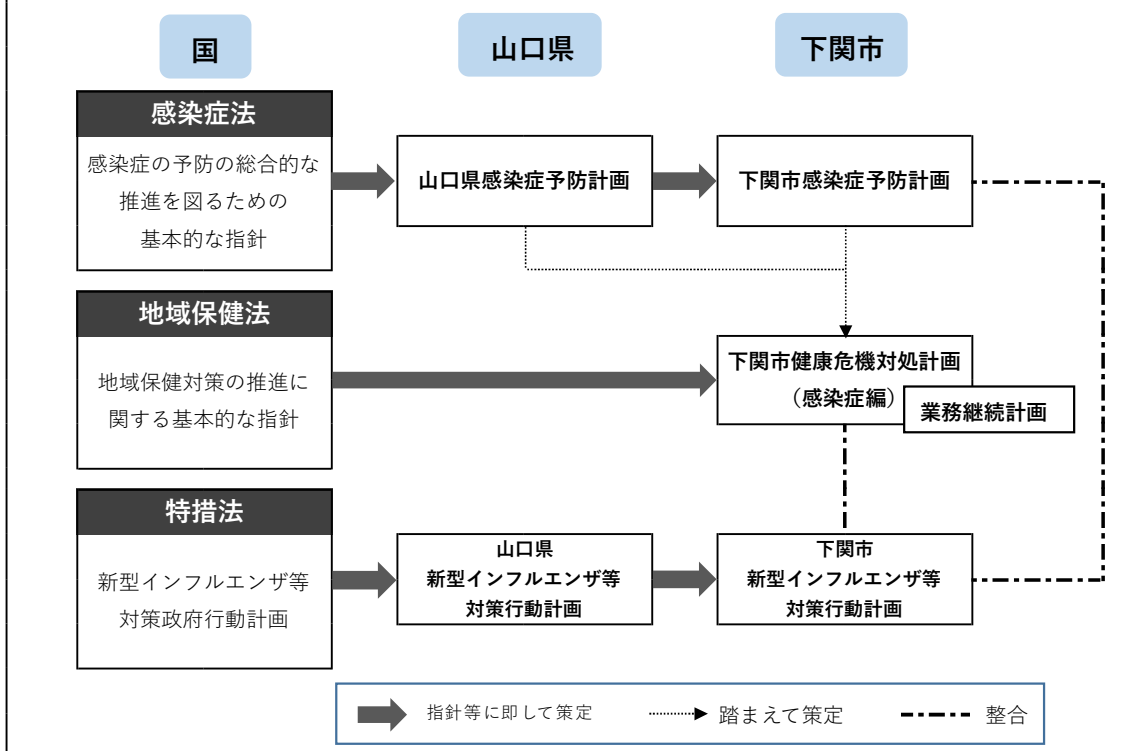 国
山口県
下関市
感染症法
感染症の予防の総合的な
推進を図るための
基本的な指針
山口県感染症予防計画
下関市感染症予防計画
地域保健法
地域保健対策の推進に
関する基本的な指針
下関市健康危機対処計画
（感染症編）
業務継続計画
特措法
新型インフルエンザ等
対策政府行動計画
山口県
新型インフルエンザ等
対策行動計画
下関市
新型インフルエンザ等
対策行動計画
指針等に即して策定
踏まえて策定
整合